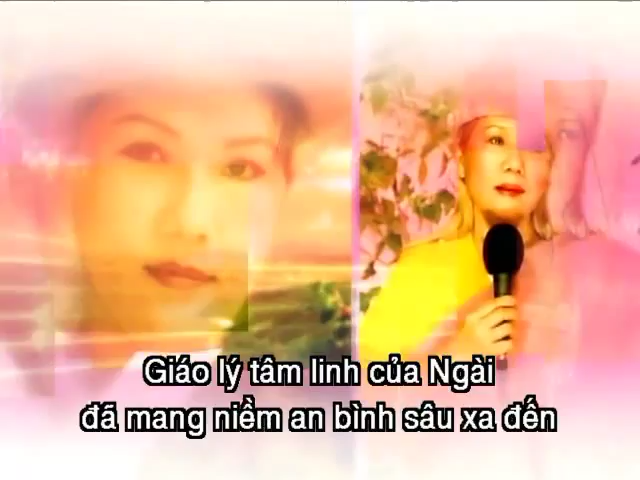 Giáo lý tâm linh của Ngài
đã mang niềm an bình sâu xa đến